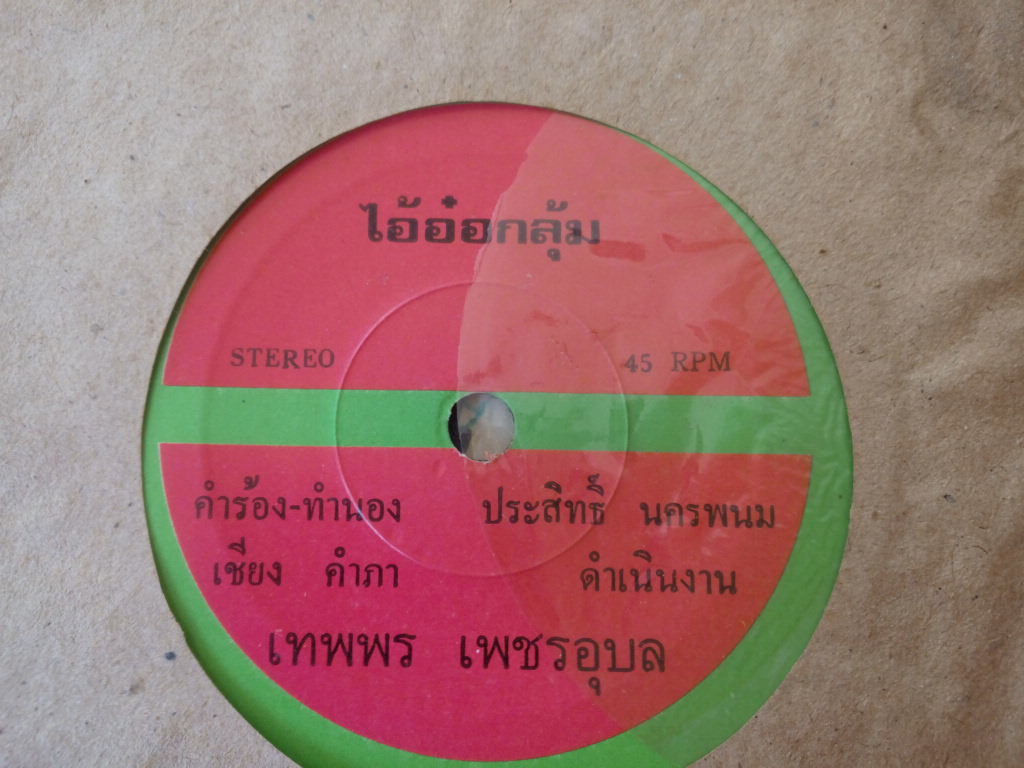 ไอ้อ๋อกลุ้ม
STEREO 45 RPM
คำร้อง-ทำนอง ประสิทธิ์ นครพนม
เชียง คำภา ดำเนินงาน
เทพพร เพชรอุบล